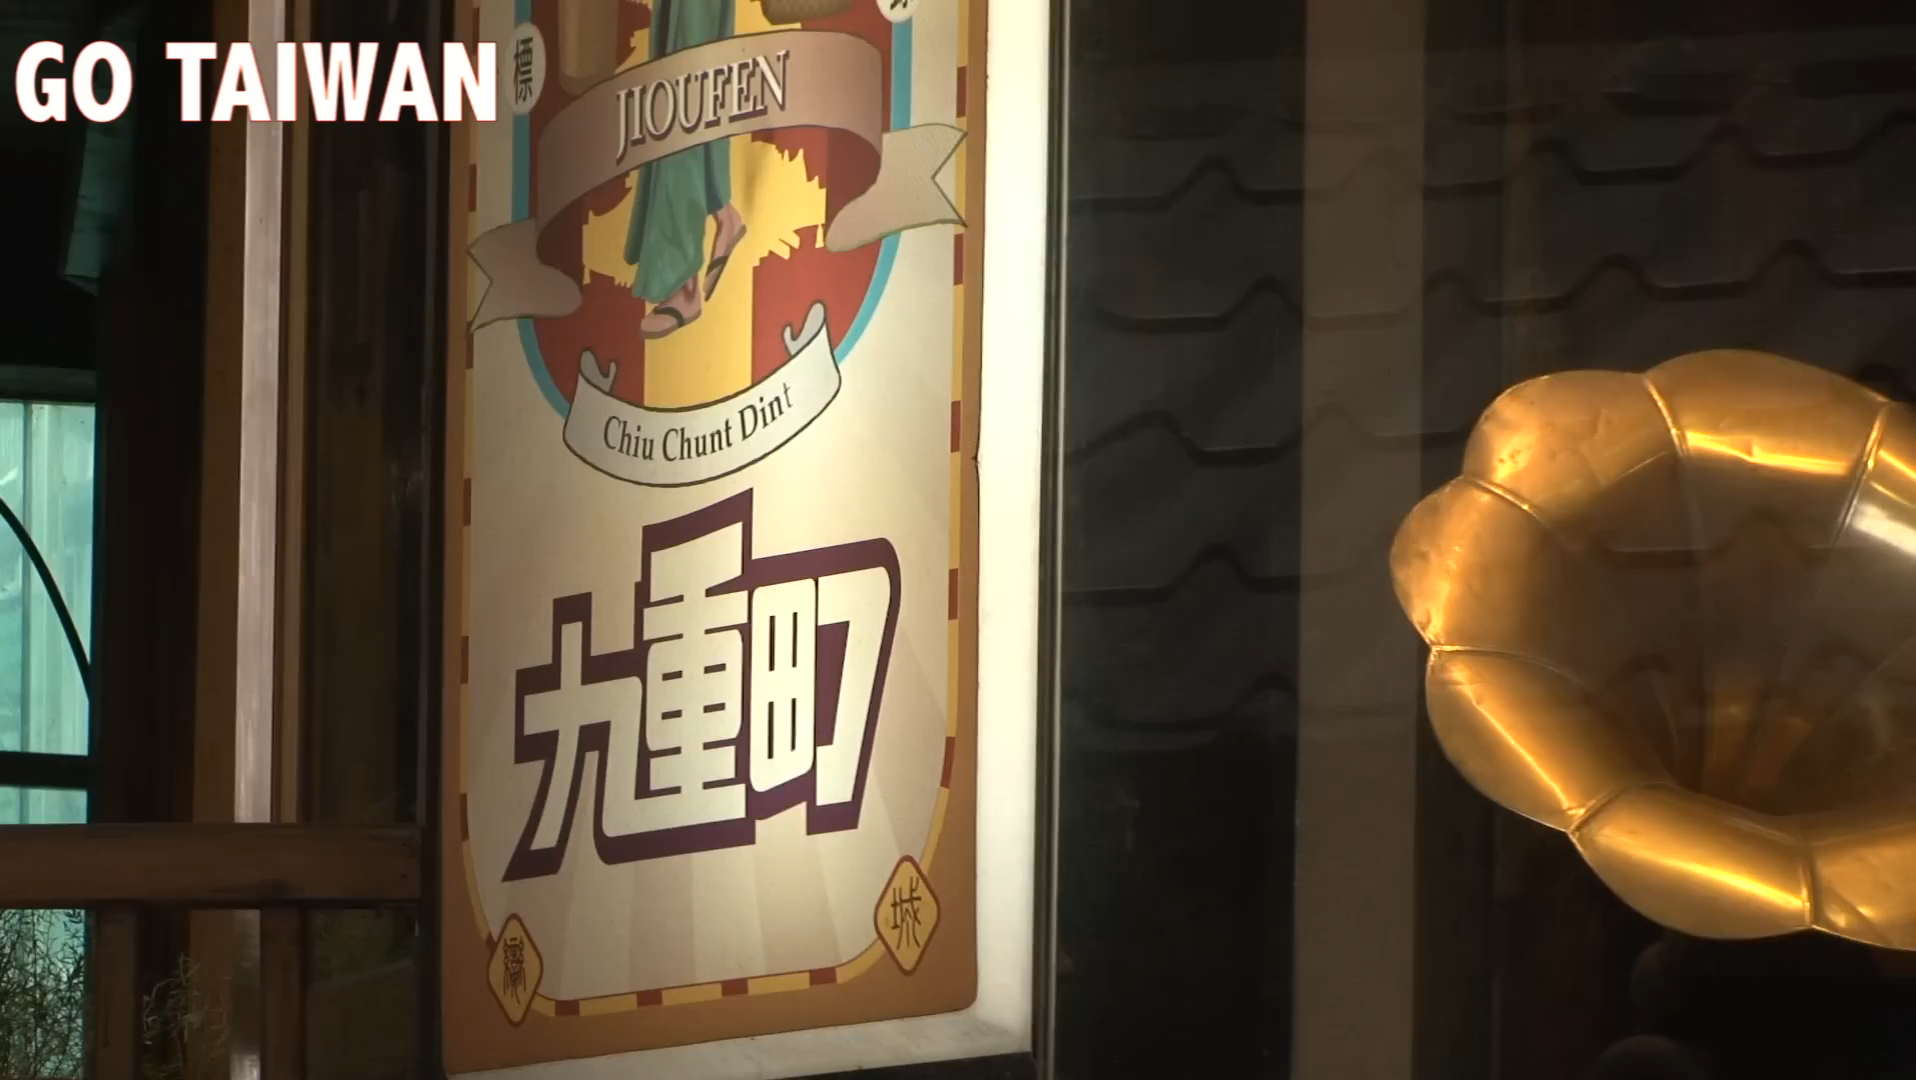 GO TAIWAN
標
JIOUFEN
Chiu Chunt Dint
九重町
城